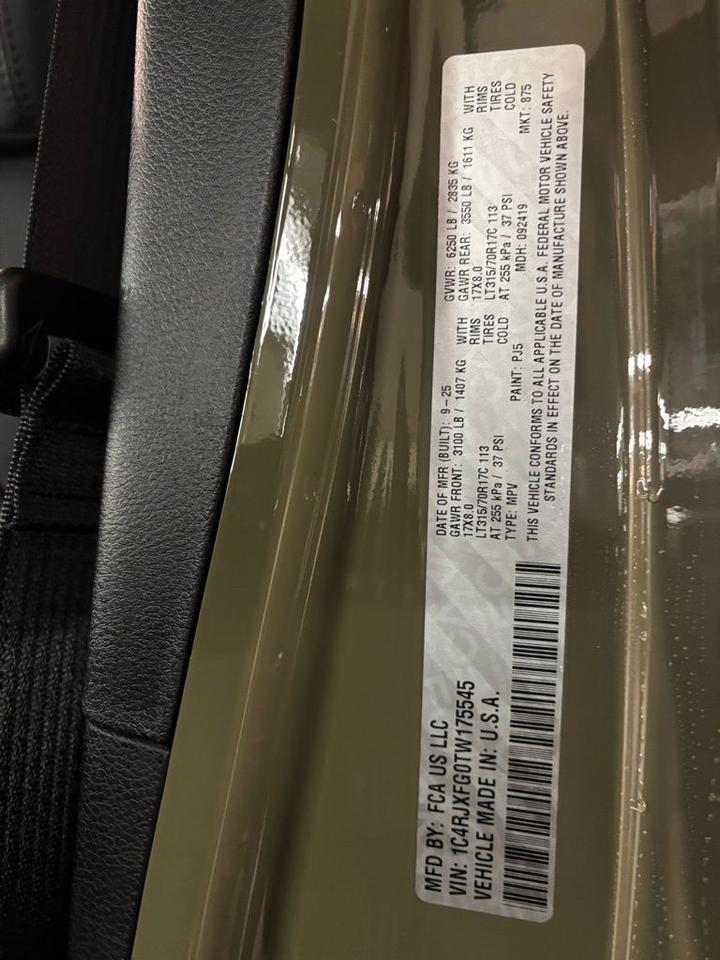 MFD BY: FCA US LLC
VIN: 1C4RJXFG0TW175545
VEHICLE MADE IN: U.S.A.
DATE OF MFR (BUILT): 9-25 GVWR: 6250 LB / 2835 KG
GAWR FRONT: 3100 LB / 1407 KG WITH GAWR REAR: 3550 LB / 1611 KG WITH
17X8.0 RIMS 17X8.0 RIMS
LT315/70R17C 113 TIRES LT315/70R17C 113 TIRES
AT 255 kPa / 37 PSI COLD AT 255 kPa / 37 PSI COLD
TYPE: MPV PAINT: PJ5 MDH: 092419 MKT: 875
THIS VEHICLE CONFORMS TO ALL APPLICABLE U.S.A. FEDERAL MOTOR VEHICLE SAFETY
STANDARDS IN EFFECT ON THE DATE OF MANUFACTURE SHOWN ABOVE.